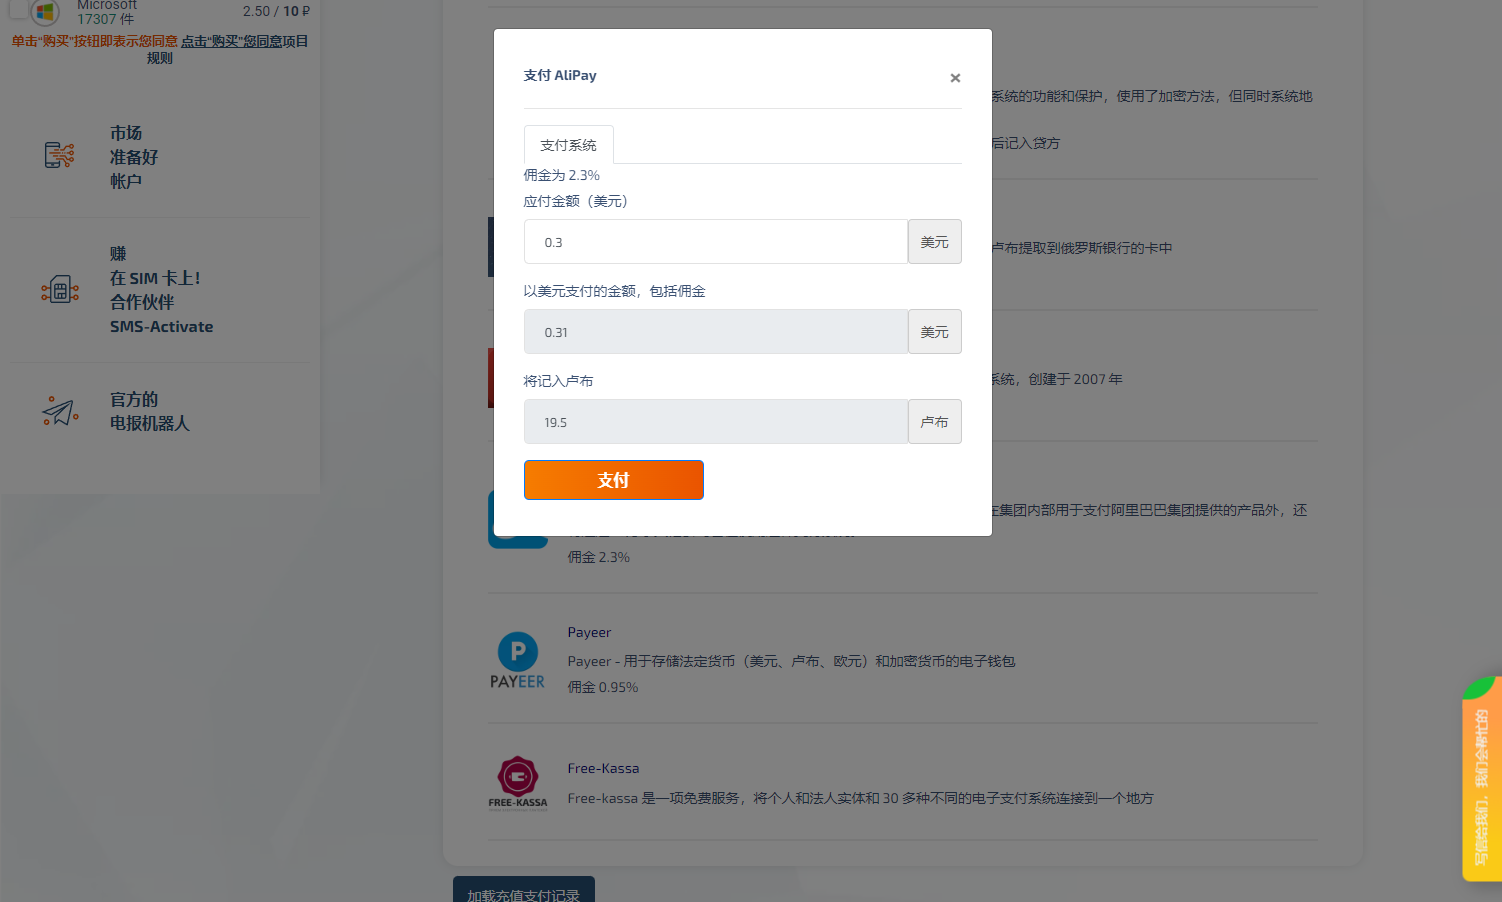 Microsoft
17307 件
2.50 / 10 ₽
单击“购买”按钮即表示您同意 点击“购买”您同意项目
规则
市场
准备好
帐户
赚
在 SIM 卡上！
合作伙伴
SMS-Activate
官方的
电报机器人
支付 AliPay
×
支付系统
佣金为 2.3%
应付金额（美元）
0.3
美元
以美元支付的金额，包括佣金
0.31
美元
将记入卢布
19.5
卢布
支付
系统的功能和保护，使用了加密方法，但同时系统地
后记入贷方
卢布提取到俄罗斯银行的卡中
系统，创建于 2007 年
在集团内部用于支付阿里巴巴集团提供的产品外，还
佣金 2.3%
PAYEER
Payeer
Payeer - 用于存储法定货币（美元、卢布、欧元）和加密货币的电子钱包
佣金 0.95%
FREE-KASSA
Free-Kassa
Free-kassa 是一项免费服务，将个人和法人实体和 30 多种不同的电子支付系统连接到一个地方
加载充值支付记录
写信给我们，我们会帮忙的